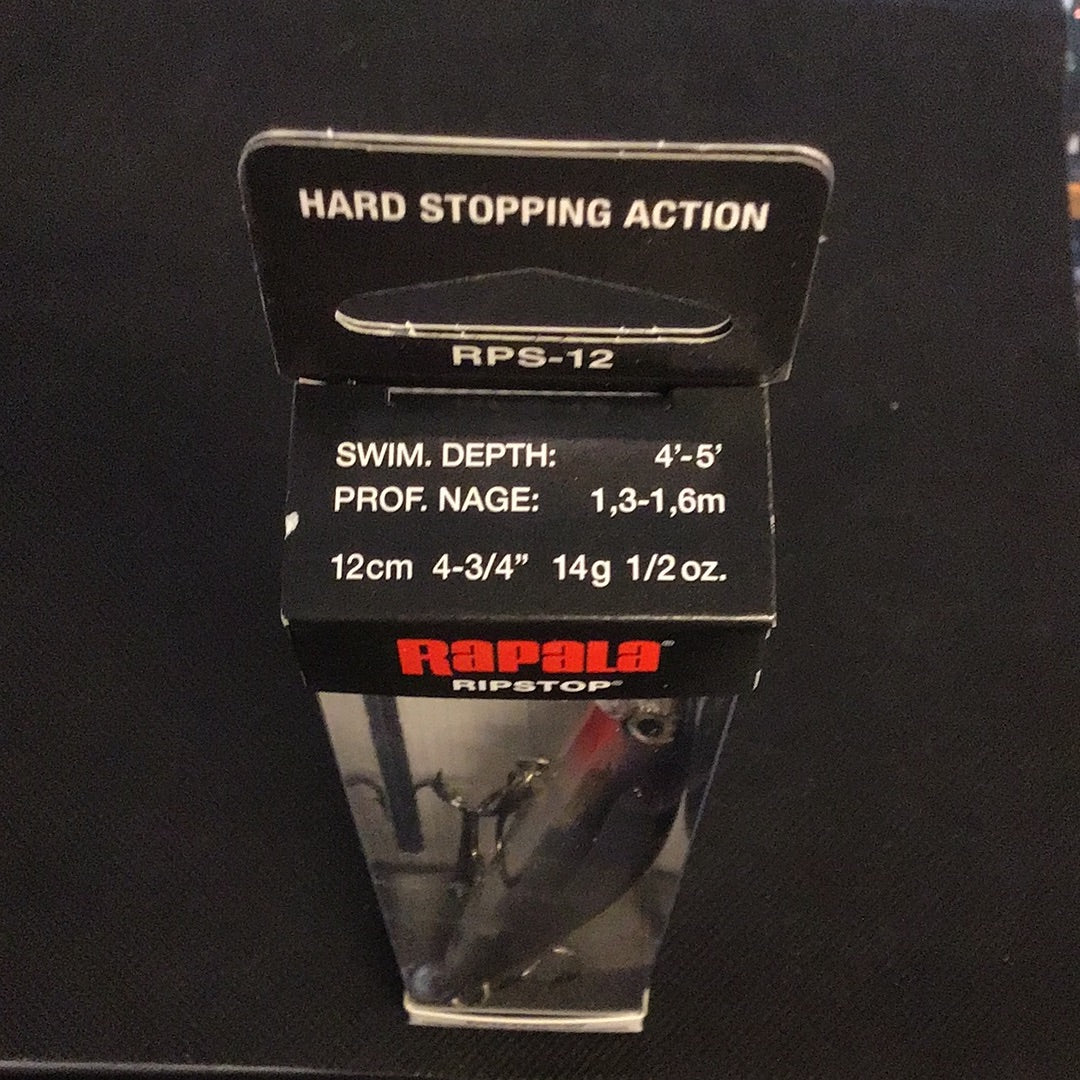 HARD STOPPING ACTION
RPS-12
SWIM. DEPTH: 4'-5'
PROF. NAGE: 1,3-1,6m
12cm 4-3/4" 14g 1/2 oz.
RAPALA®
RIPSTOP®